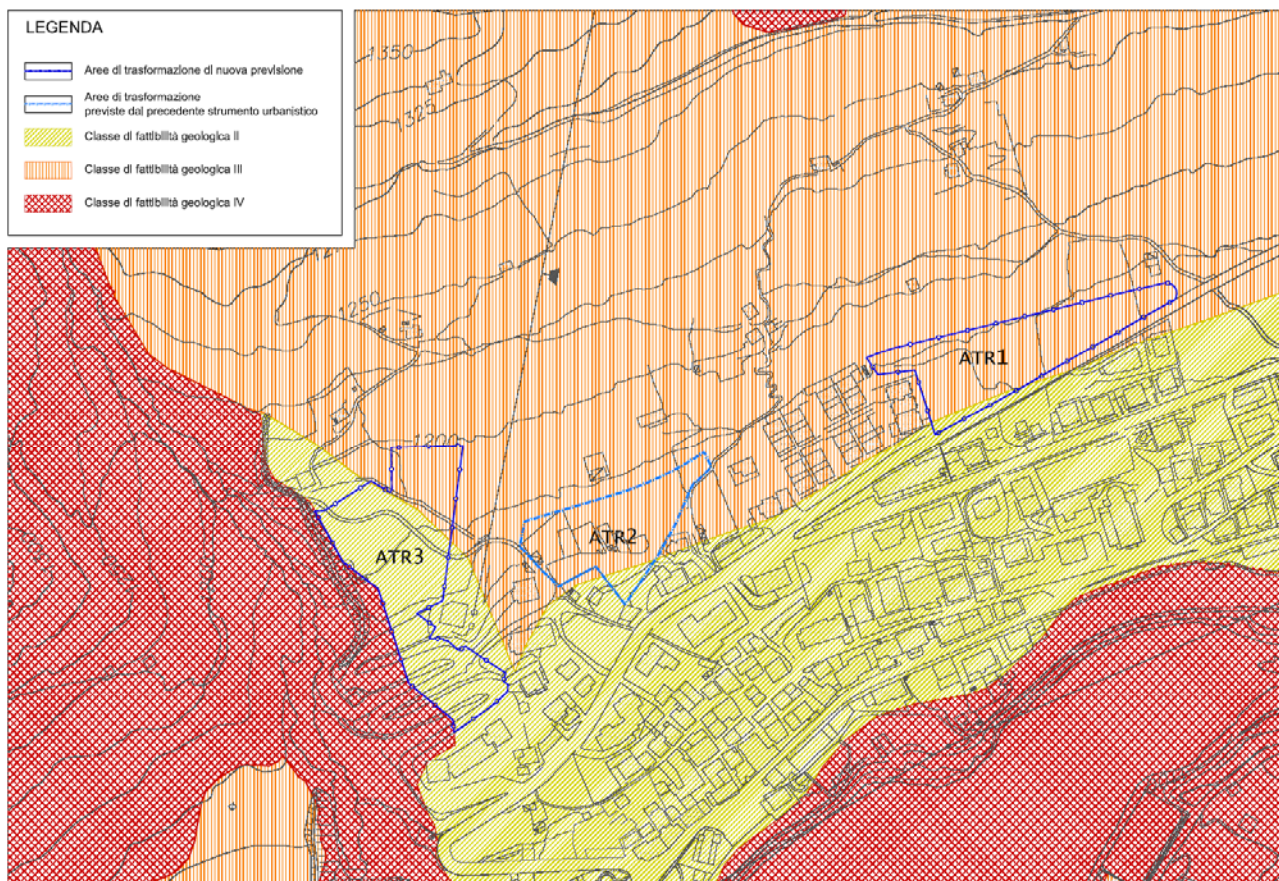 LEGENDA
Aree di trasformazione di nuova previsione
Aree di trasformazione
previste dal precedente strumento urbanistico
Classe di fattibilità geologica II
Classe di fattibilità geologica III
Classe di fattibilità geologica IV
1350
1325
1250
1200
ATR1
ATR2
ATR3